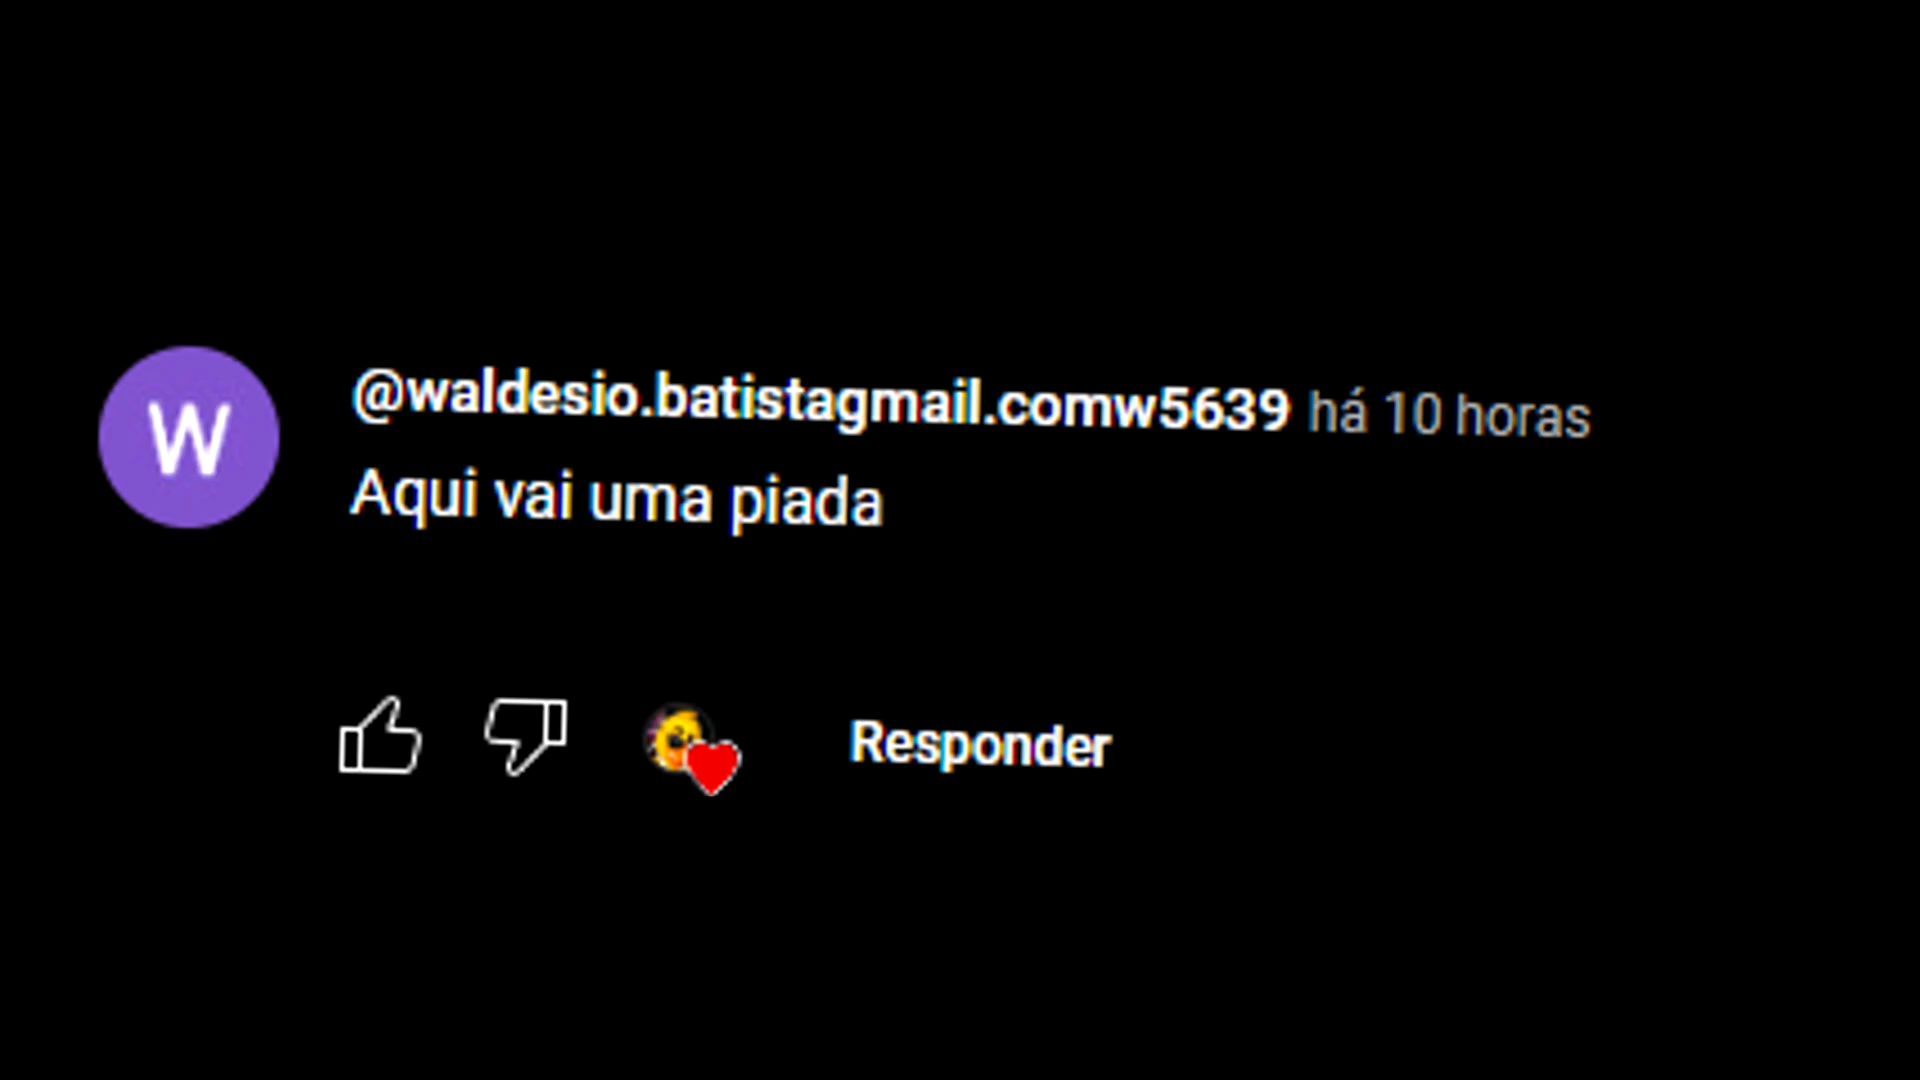 W
@waldesio.batistagmail.comw5639 há 10 horas
Aqui vai uma piada
Responder